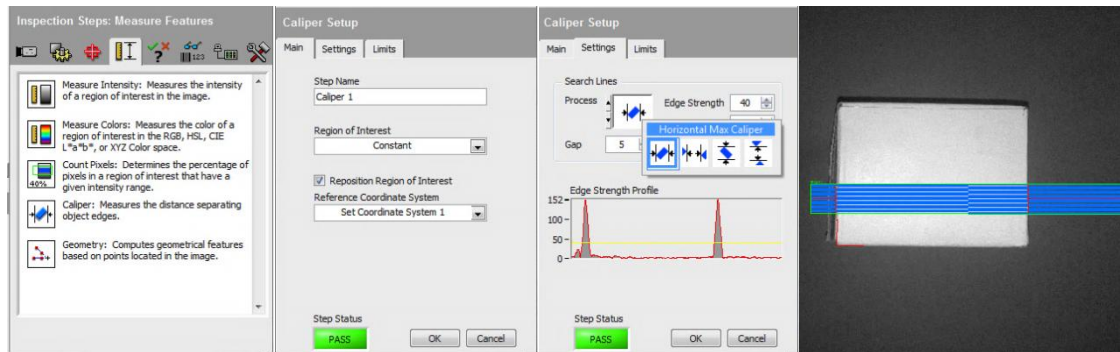 Inspection Steps: Measure Features
123
Measure Intensity: Measures the intensity
of a region of interest in the image.
Measure Colors: Measures the color of a
region of interest in the RGB, HSL, CIE
L*a*b*, or XYZ Color space.
Count Pixels: Determines the percentage of
pixels in a region of interest that have a
given intensity range.
40%
Caliper: Measures the distance separating
object edges.
Geometry: Computes geometrical features
based on points located in the image.
Caliper Setup
Main Settings Limits
Step Name
Caliper 1
Region of Interest
Constant
Reposition Region of Interest
Reference Coordinate System
Set Coordinate System 1
Step Status
PASS OK Cancel
Caliper Setup
Main Settings Limits
Search Lines
Process Edge Strength 40
Horizontal Max Caliper
Gap 5
Edge Strength Profile
152
100
50
0
Step Status
PASS OK Cancel